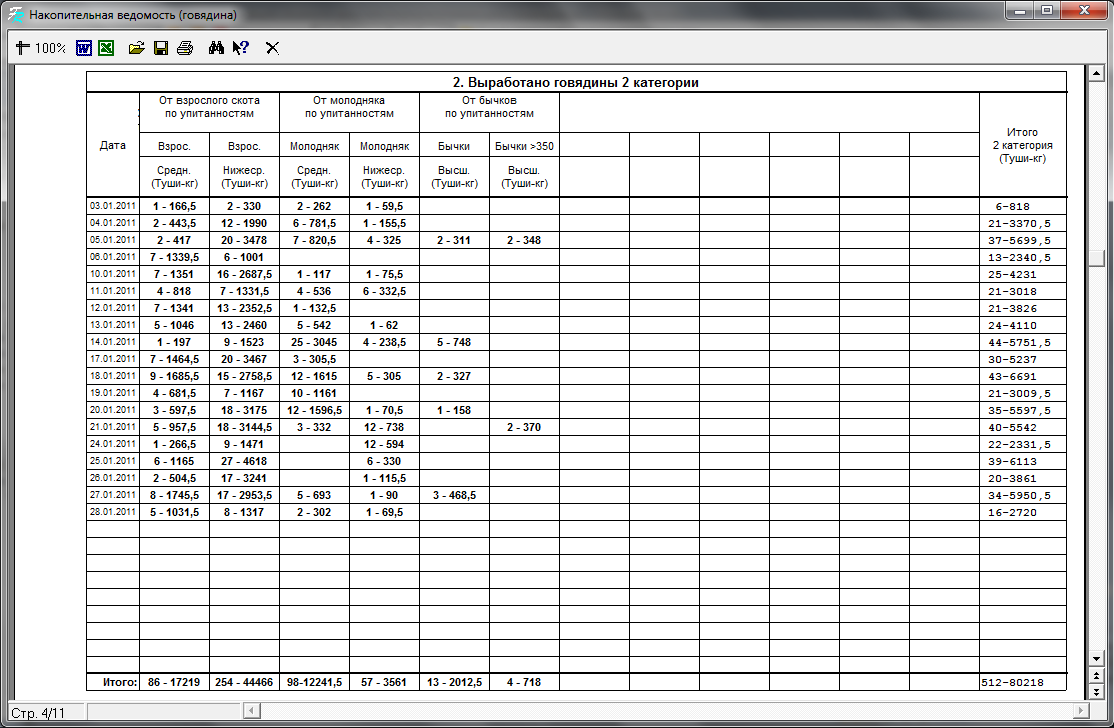 Накопительная ведомость (говядина)
100%
2. Выработано говядины 2 категории
Дата От взрослого скота по упитанностям От молодняка по упитанностям От бычков по упитанностям Итого 2 категория (Туши-кг)
Взрос. Взрос. Молодняк Молодняк Бычки Бычки >350
Средн. (Туши-кг) Нижеср. (Туши-кг) Средн. (Туши-кг) Нижеср. (Туши-кг) Высш. (Туши-кг) Высш. (Туши-кг)
03.01.2011 1 - 166,5 2 - 330 2 - 262 1 - 59,5 6-818
04.01.2011 2 - 443,5 12 - 1990 6 - 781,5 1 - 155,5 21-3370,5
05.01.2011 2 - 417 20 - 3478 7 - 820,5 4 - 325 2 - 311 2 - 348 37-5699,5
06.01.2011 7 - 1339,5 6 - 1001 13-2340,5
10.01.2011 7 - 1351 16 - 2687,5 1 - 117 1 - 75,5 25-4231
11.01.2011 4 - 818 7 - 1331,5 4 - 536 6 - 332,5 21-3018
12.01.2011 7 - 1341 13 - 2352,5 1 - 132,5 21-3826
13.01.2011 5 - 1046 13 - 2460 5 - 542 1 - 62 24-4110
14.01.2011 1 - 197 9 - 1523 25 - 3045 4 - 238,5 5 - 748 44-5751,5
17.01.2011 7 - 1464,5 20 - 3467 3 - 305,5 30-5237
18.01.2011 9 - 1685,5 15 - 2758,5 12 - 1615 5 - 305 2 - 327 43-6691
19.01.2011 4 - 681,5 7 - 1167 10 - 1161 21-3009,5
20.01.2011 3 - 597,5 18 - 3175 12 - 1596,5 1 - 70,5 1 - 158 35-5597,5
21.01.2011 5 - 957,5 18 - 3144,5 3 - 332 12 - 738 2 - 370 40-5542
24.01.2011 1 - 266,5 9 - 1471 12 - 594 22-2331,5
25.01.2011 6 - 1165 27 - 4618 6 - 330 39-6113
26.01.2011 2 - 504,5 17 - 3241 1 - 115,5 20-3861
27.01.2011 8 - 1745,5 17 - 2953,5 5 - 693 1 - 90 3 - 468,5 34-5950,5
28.01.2011 5 - 1031,5 8 - 1317 2 - 302 1 - 69,5 16-2720
Итого: 86 - 17219 254 - 44466 98-12241,5 57 - 3561 13 - 2012,5 4 - 718 512-80218
Стр. 4/11